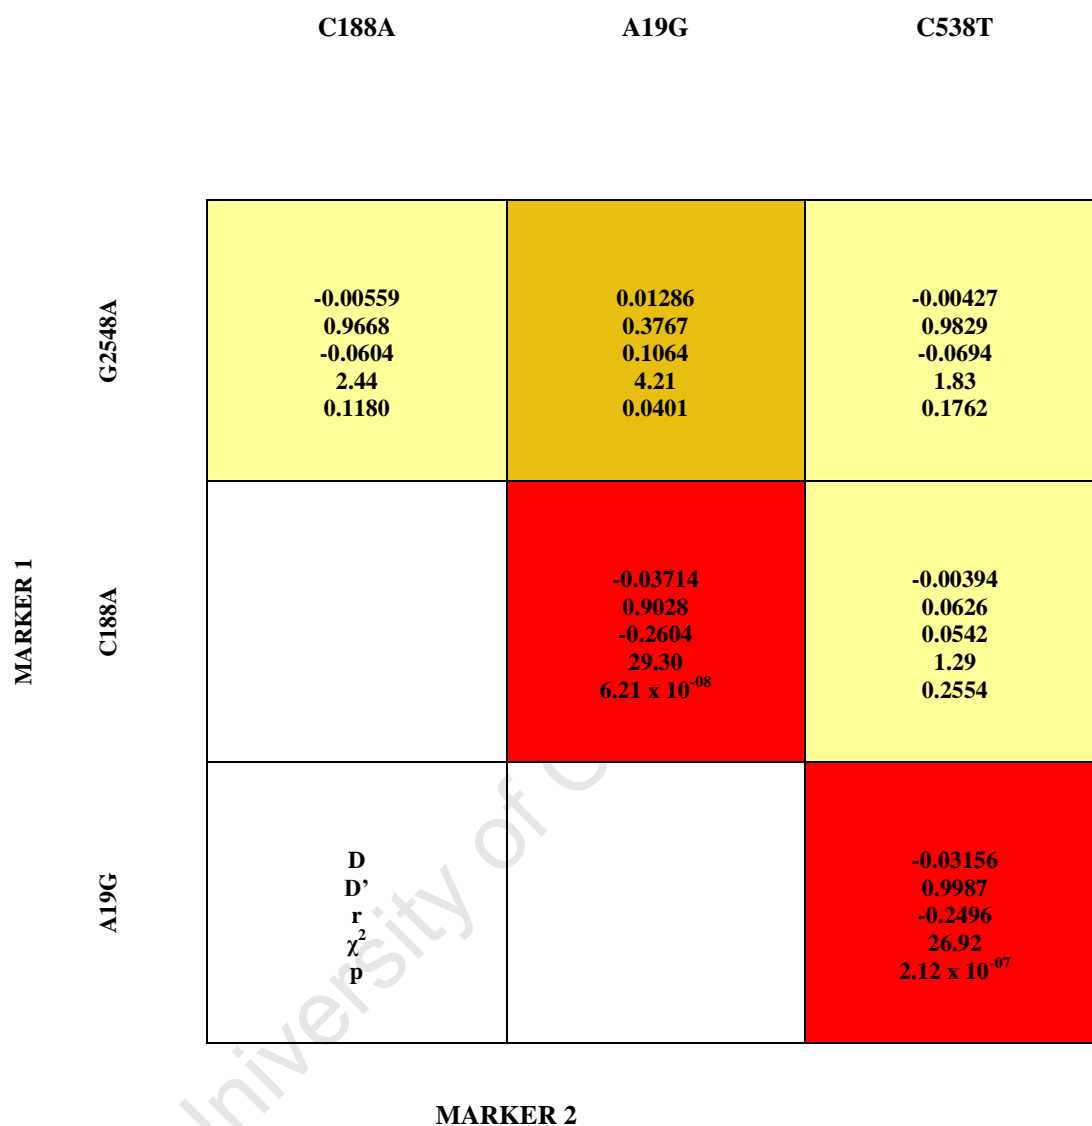 C188A A19G C538T
G2548A
-0.00559
0.9668
-0.0604
2.44
0.1180
0.01286
0.3767
0.1064
4.21
0.0401
-0.00427
0.9829
-0.0694
1.83
0.1762
MARKER 1
C188A
-0.03714
0.9028
-0.2604
29.30
6.21 x 10⁻⁰⁸
-0.00394
0.0626
0.0542
1.29
0.2554
A19G
D
D’
r
χ²
p
-0.03156
0.9987
-0.2496
26.92
2.12 x 10⁻⁰⁷
MARKER 2
University of C